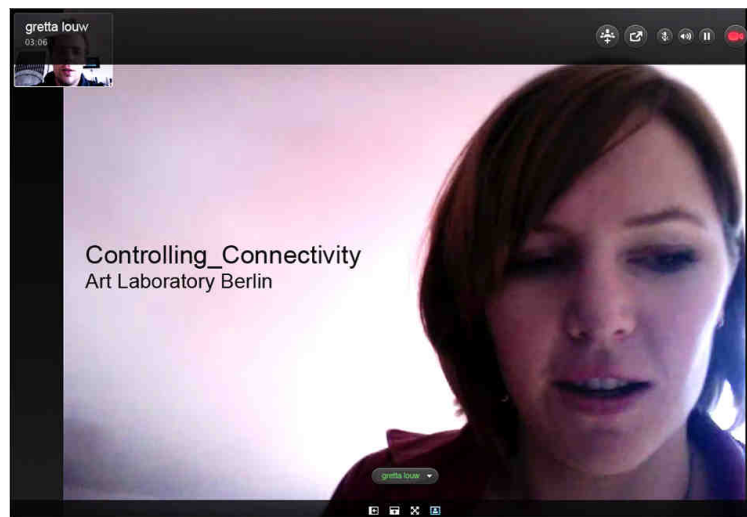 gretta louw
03:06
Controlling_Connectivity
Art Laboratory Berlin
gretta louw